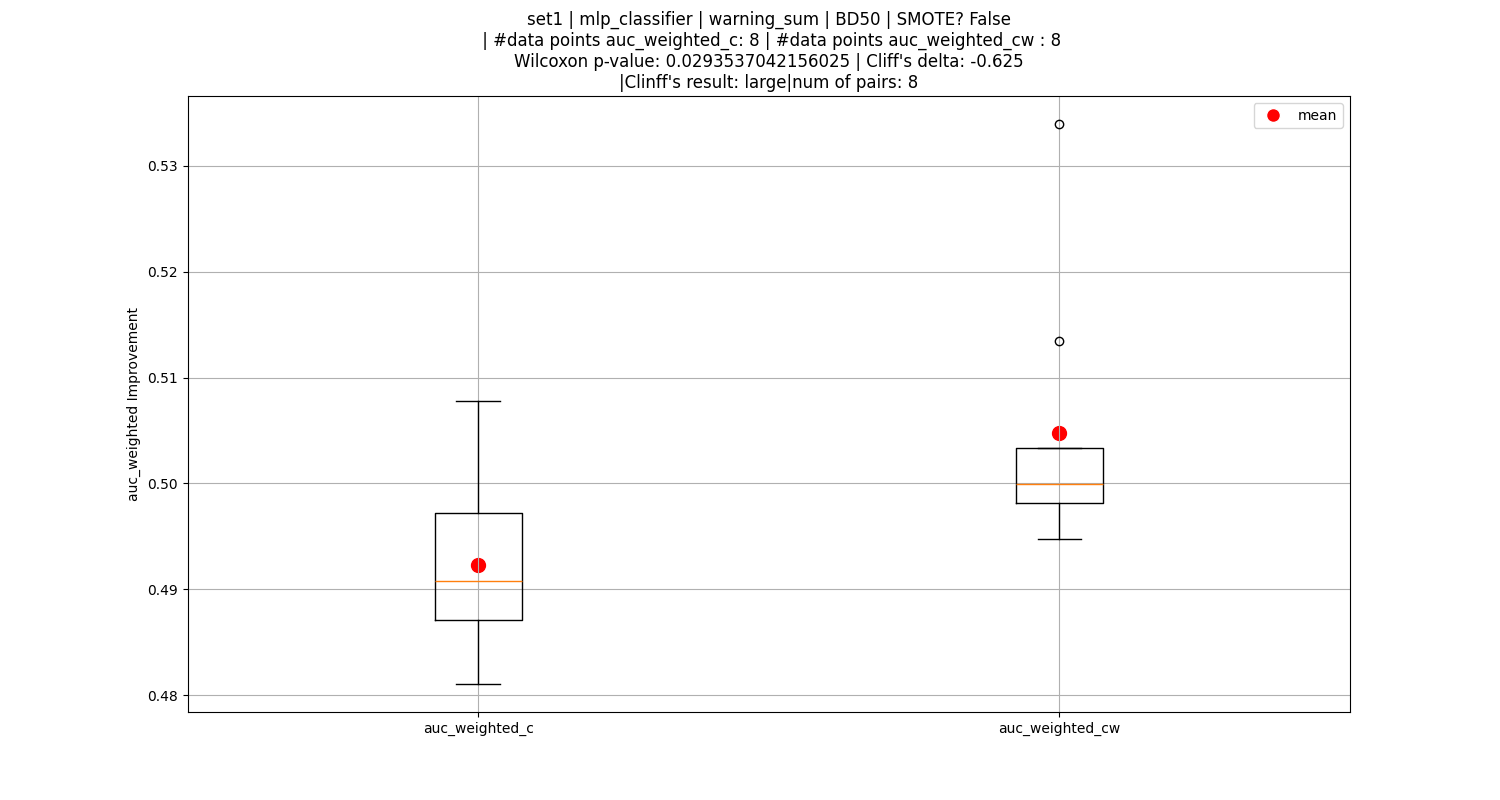 set1 | mlp_classifier | warning_sum | BD50 | SMOTE? False
| #data points auc_weighted_c: 8 | #data points auc_weighted_cw : 8
Wilcoxon p-value: 0.0293537042156025 | Cliff's delta: -0.625
|Clinff's result: large|num of pairs: 8
mean
auc_weighted Improvement
0.53
0.52
0.51
0.50
0.49
0.48
auc_weighted_c
auc_weighted_cw